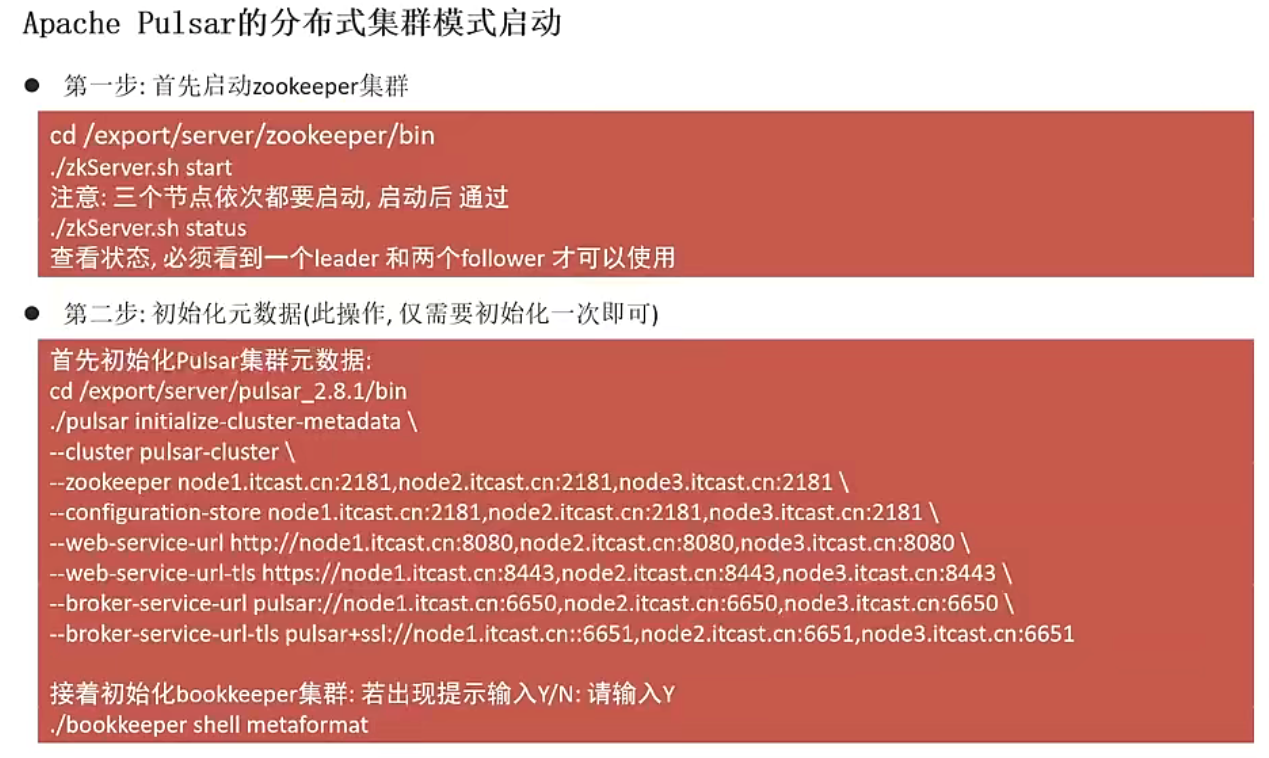 Apache Pulsar的分布式集群模式启动
● 第一步: 首先启动zookeeper集群
cd /export/server/zookeeper/bin
./zkServer.sh start
注意: 三个节点依次都要启动, 启动后 通过
./zkServer.sh status
查看状态, 必须看到一个leader 和两个follower 才可以使用
● 第二步: 初始化元数据(此操作, 仅需要初始化一次即可)
首先初始化Pulsar集群元数据:
cd /export/server/pulsar_2.8.1/bin
./pulsar initialize-cluster-metadata \
--cluster pulsar-cluster \
--zookeeper node1.itcast.cn:2181,node2.itcast.cn:2181,node3.itcast.cn:2181 \
--configuration-store node1.itcast.cn:2181,node2.itcast.cn:2181,node3.itcast.cn:2181 \
--web-service-url http://node1.itcast.cn:8080,node2.itcast.cn:8080,node3.itcast.cn:8080 \
--web-service-url-tls https://node1.itcast.cn:8443,node2.itcast.cn:8443,node3.itcast.cn:8443 \
--broker-service-url pulsar://node1.itcast.cn:6650,node2.itcast.cn:6650,node3.itcast.cn:6650 \
--broker-service-url-tls pulsar+ssl://node1.itcast.cn::6651,node2.itcast.cn:6651,node3.itcast.cn:6651
接着初始化bookkeeper集群: 若出现提示输入Y/N: 请输入Y
./bookkeeper shell metaformat